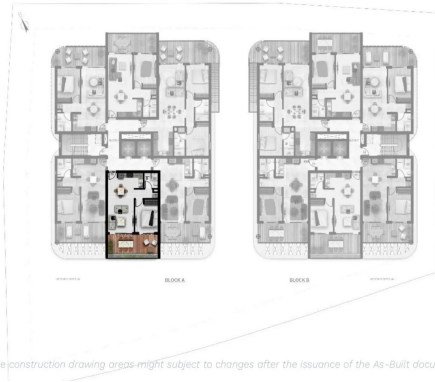 BLOCK A
BLOCK B
e construction drawing areas might subject to changes after the issuance of the As-Built docu